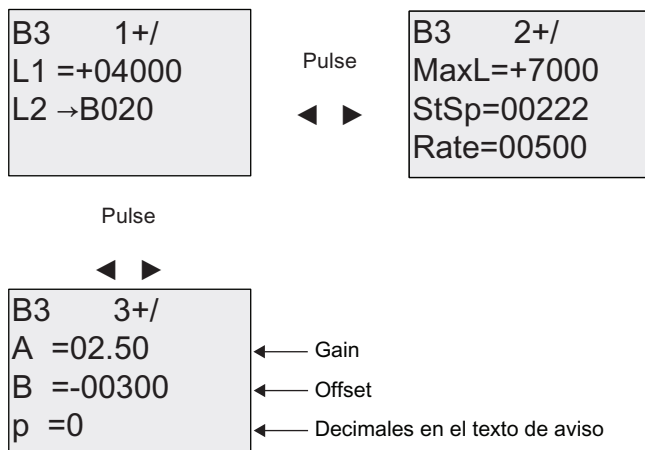 B3 1+/
L1 =+04000
L2 →B020
Pulse
B3 2+/
MaxL=+7000
StSp=00222
Rate=00500
Pulse
B3 3+/
A =02.50
Gain
B =-00300
Offset
p =0
Decimales en el texto de aviso